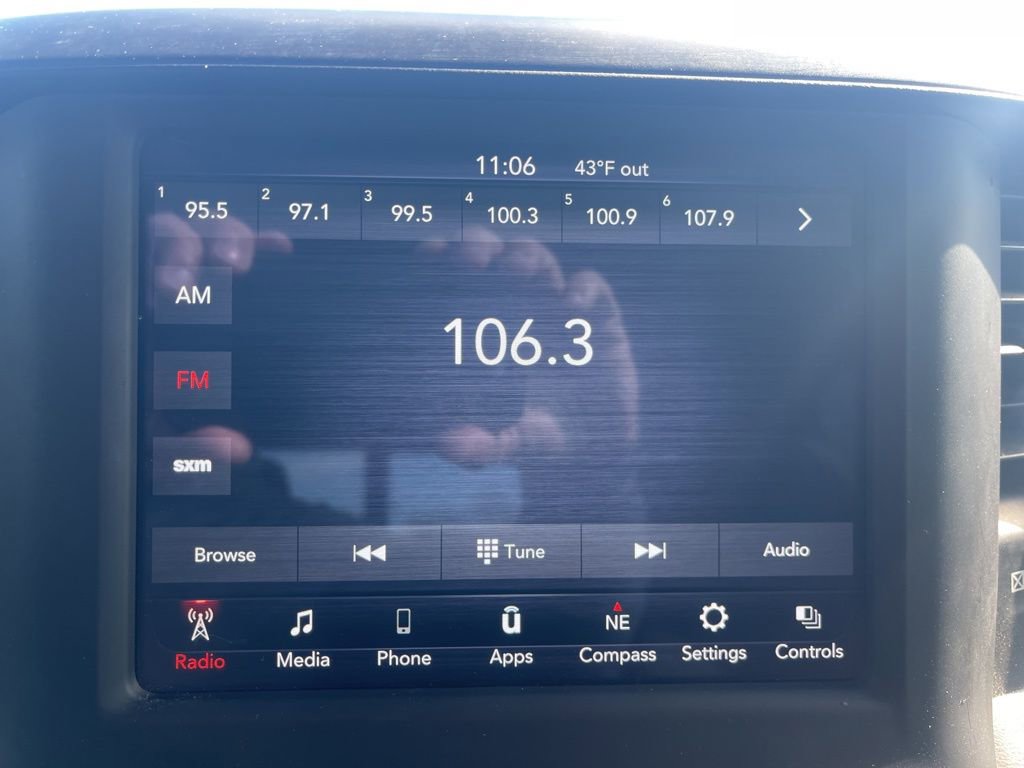 11:06 43°F out
1 95.5 2 97.1 3 99.5 4 100.3 5 100.9 6 107.9
AM
106.3
FM
sxm
Browse Tune Audio
NE
Radio Media Phone Apps Compass Settings Controls